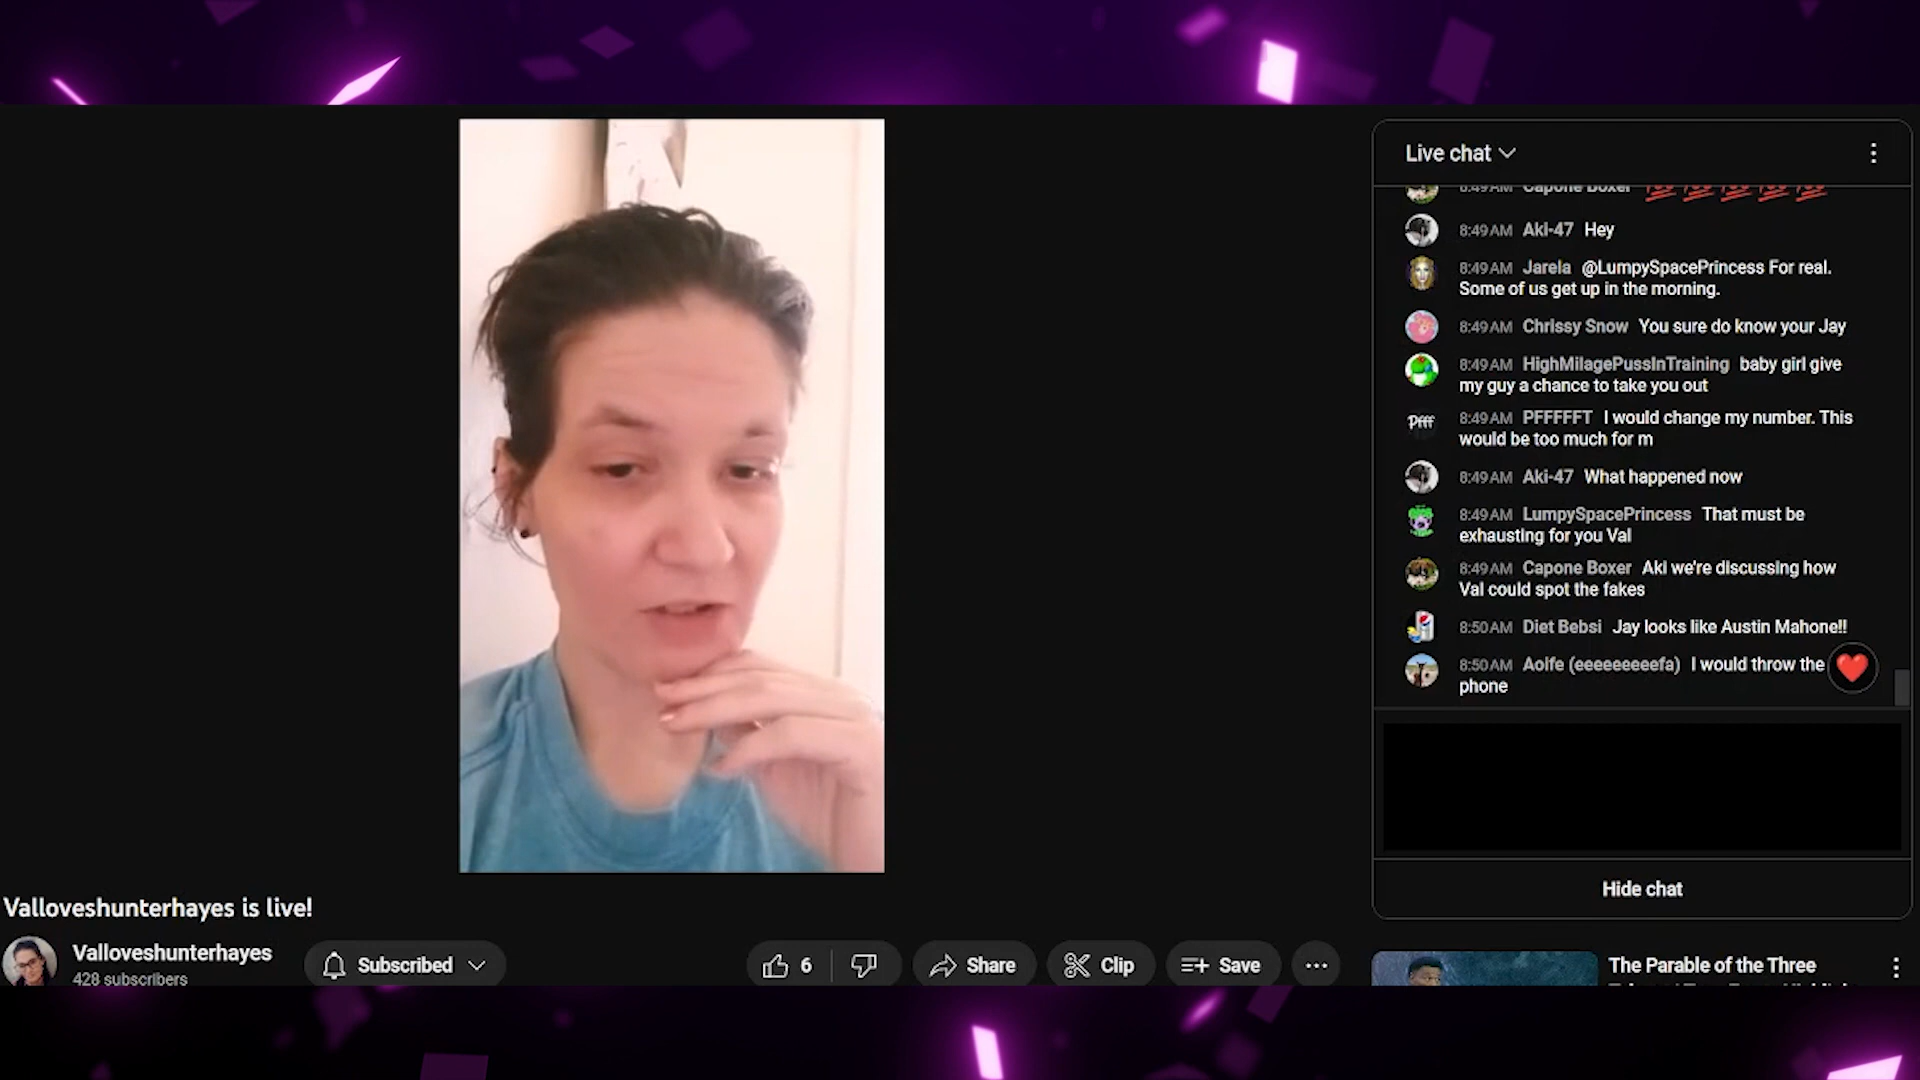 Live chat
8:49 AM Capone Boxer 💯💯💯💯💯
8:49 AM Aki-47 Hey
8:49 AM Jarela @LumpySpacePrincess For real.
Some of us get up in the morning.
8:49 AM Chrissy Snow You sure do know your Jay
8:49 AM HighMilagePussInTraining baby girl give
my guy a chance to take you out
Pfff 8:49 AM PFFFFFT I would change my number. This
would be too much for m
8:49 AM Aki-47 What happened now
8:49 AM LumpySpacePrincess That must be
exhausting for you Val
8:49 AM Capone Boxer Aki we're discussing how
Val could spot the fakes
8:50 AM Diet Bebsi Jay looks like Austin Mahone!!
8:50 AM Aoife (eeeeeeeeefa) I would throw the
phone
Hide chat
Valloveshunterhayes is live!
Valloveshunterhayes
428 subscribers
Subscribed
6
Share
Clip
Save
The Parable of the Three